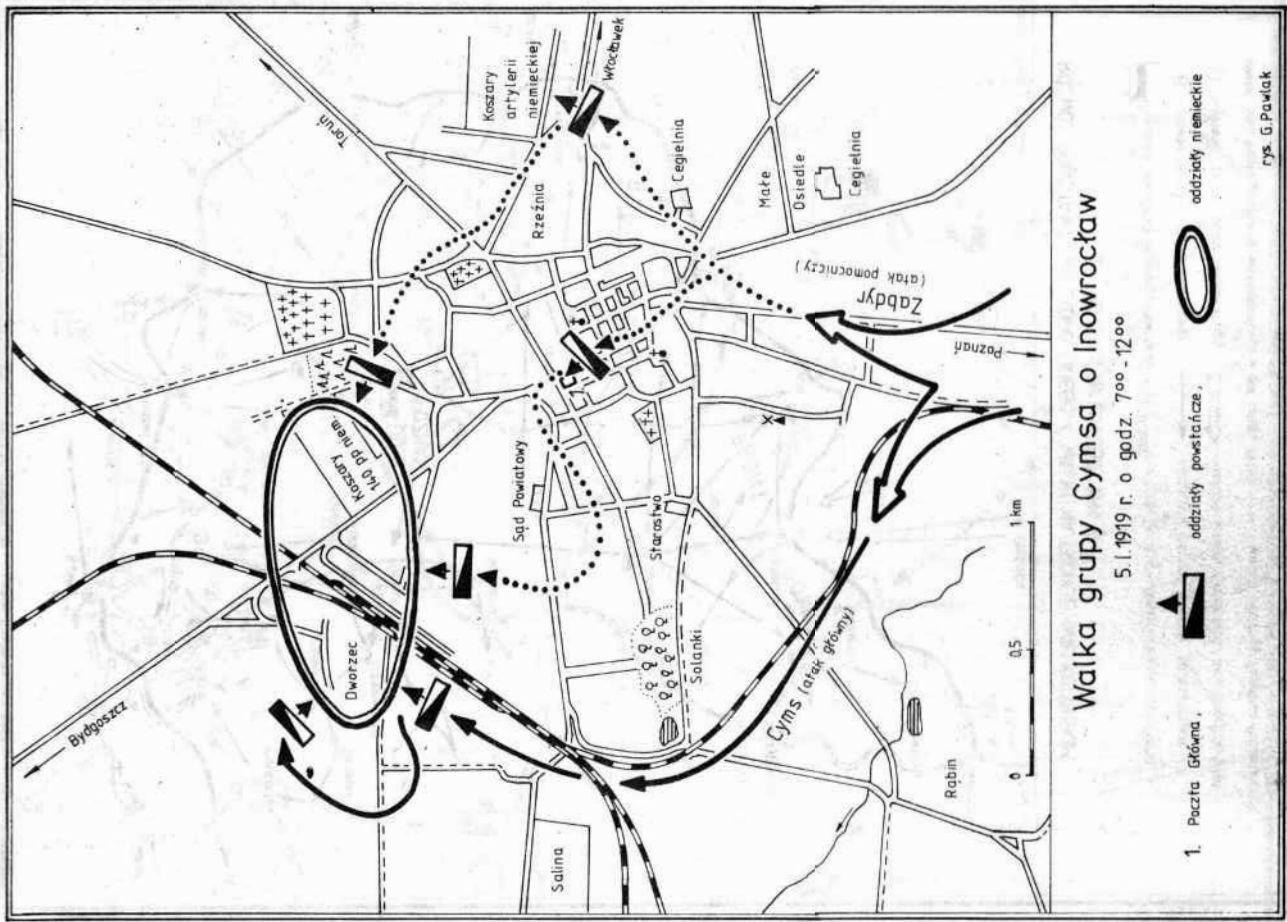 Bydgoszcz
Toruń
Koszary
140 pp niem.
Dworzec
Koszary
artylerii
niemieckiej
Włocławek
Rzeźnia
Sąd Powiatowy
Salina
Starostwo
Solanki
Cegielnia
Małe
Osiedle
Cegielnia
Żabdyr
(atak pomocniczy)
Poznań
Cyms (atak główny)
Rąbin
0
0,5
1 km
Walka grupy Cymsa o Inowrocław
5.I.1919 r. o godz. 7⁰⁰-12⁰⁰
1. Poczta Główna,
oddziały powstańcze,
oddziały niemieckie
rys. G.Pawlak